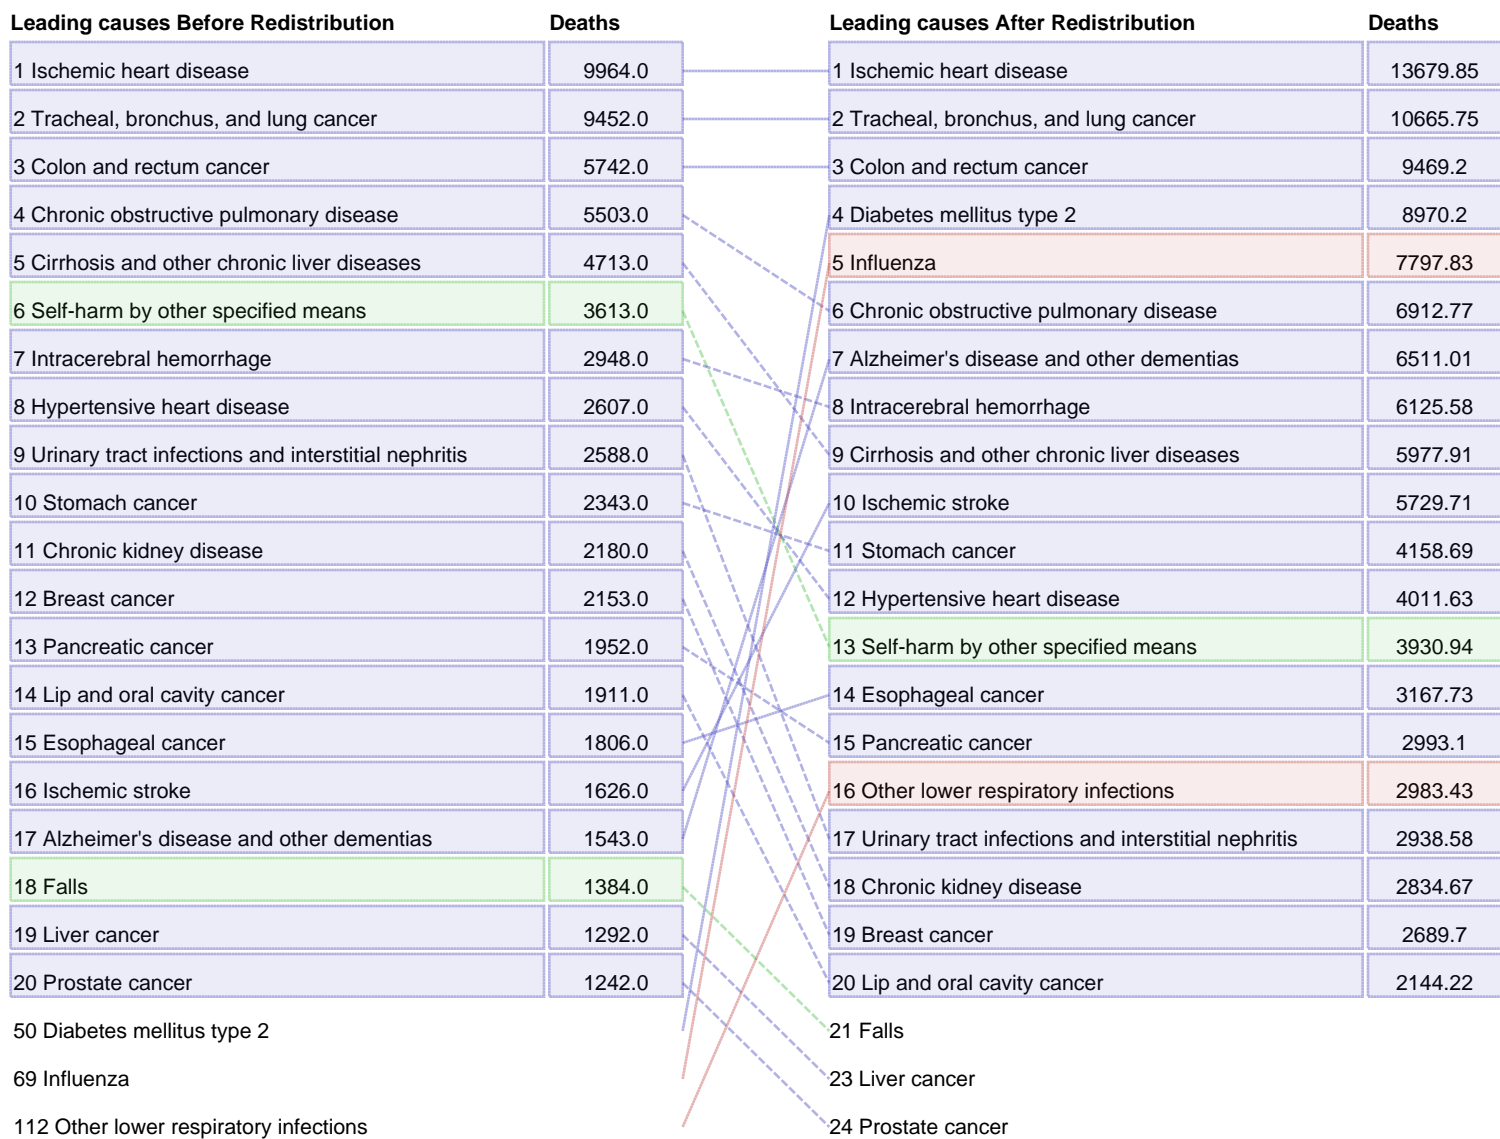 Leading causes Before Redistribution Deaths Leading causes After Redistribution Deaths
1 Ischemic heart disease 9964.0 1 Ischemic heart disease 13679.85
2 Tracheal, bronchus, and lung cancer 9452.0 2 Tracheal, bronchus, and lung cancer 10665.75
3 Colon and rectum cancer 5742.0 3 Colon and rectum cancer 9469.2
4 Chronic obstructive pulmonary disease 5503.0 4 Diabetes mellitus type 2 8970.2
5 Cirrhosis and other chronic liver diseases 4713.0 5 Influenza 7797.83
6 Self-harm by other specified means 3613.0 6 Chronic obstructive pulmonary disease 6912.77
7 Intracerebral hemorrhage 2948.0 7 Alzheimer's disease and other dementias 6511.01
8 Hypertensive heart disease 2607.0 8 Intracerebral hemorrhage 6125.58
9 Urinary tract infections and interstitial nephritis 2588.0 9 Cirrhosis and other chronic liver diseases 5977.91
10 Stomach cancer 2343.0 10 Ischemic stroke 5729.71
11 Chronic kidney disease 2180.0 11 Stomach cancer 4158.69
12 Breast cancer 2153.0 12 Hypertensive heart disease 4011.63
13 Pancreatic cancer 1952.0 13 Self-harm by other specified means 3930.94
14 Lip and oral cavity cancer 1911.0 14 Esophageal cancer 3167.73
15 Esophageal cancer 1806.0 15 Pancreatic cancer 2993.1
16 Ischemic stroke 1626.0 16 Other lower respiratory infections 2983.43
17 Alzheimer's disease and other dementias 1543.0 17 Urinary tract infections and interstitial nephritis 2938.58
18 Falls 1384.0 18 Chronic kidney disease 2834.67
19 Liver cancer 1292.0 19 Breast cancer 2689.7
20 Prostate cancer 1242.0 20 Lip and oral cavity cancer 2144.22
50 Diabetes mellitus type 2 21 Falls
69 Influenza 23 Liver cancer
112 Other lower respiratory infections 24 Prostate cancer